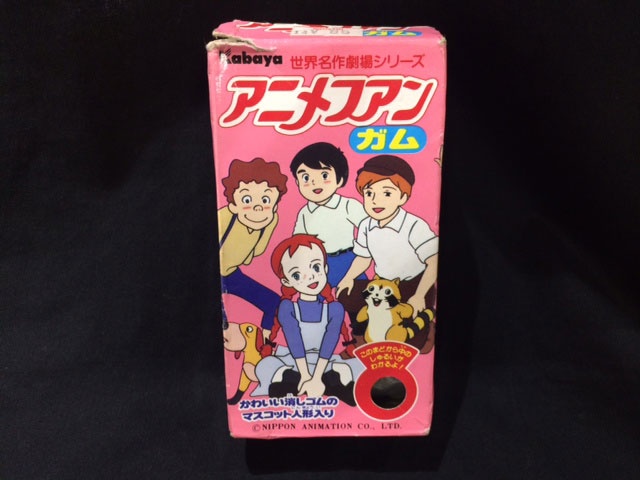 Kabaya 世界名作劇場シリーズ
アニメファン
ガム
このまどから中の
しゅるいが
わかるよ!
かわいい消しゴムの
マスコット人形入り
©NIPPON ANIMATION CO., LTD.